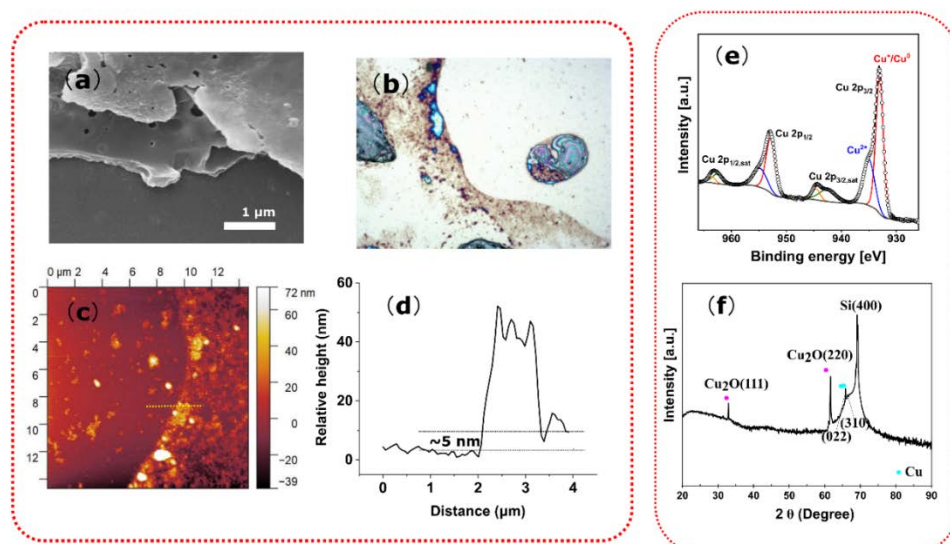 (a)
1 μm
(b)
(c)
0 μm 2 4 6 8 10 12
0
2
4
6
8
10
12
14
72 nm
60
40
20
0
−20
−39
(d)
60
50
40
30
20
10
0
~5 nm
0 1 2 3 4
Relative height (nm)
Distance (μm)
(e)
Cu⁺/Cu⁰
Cu 2p3/2
Cu 2p1/2
Cu²⁺
Cu 2p1/2,sat
Cu 2p3/2,sat
Intensity [a.u.]
960 950 940 930
Binding energy [eV]
(f)
Si(400)
Cu₂O(220)
Cu₂O(111)
(310)
(022)
Cu
Intensity [a.u.]
20 30 40 50 60 70 80 90
2 θ (Degree)